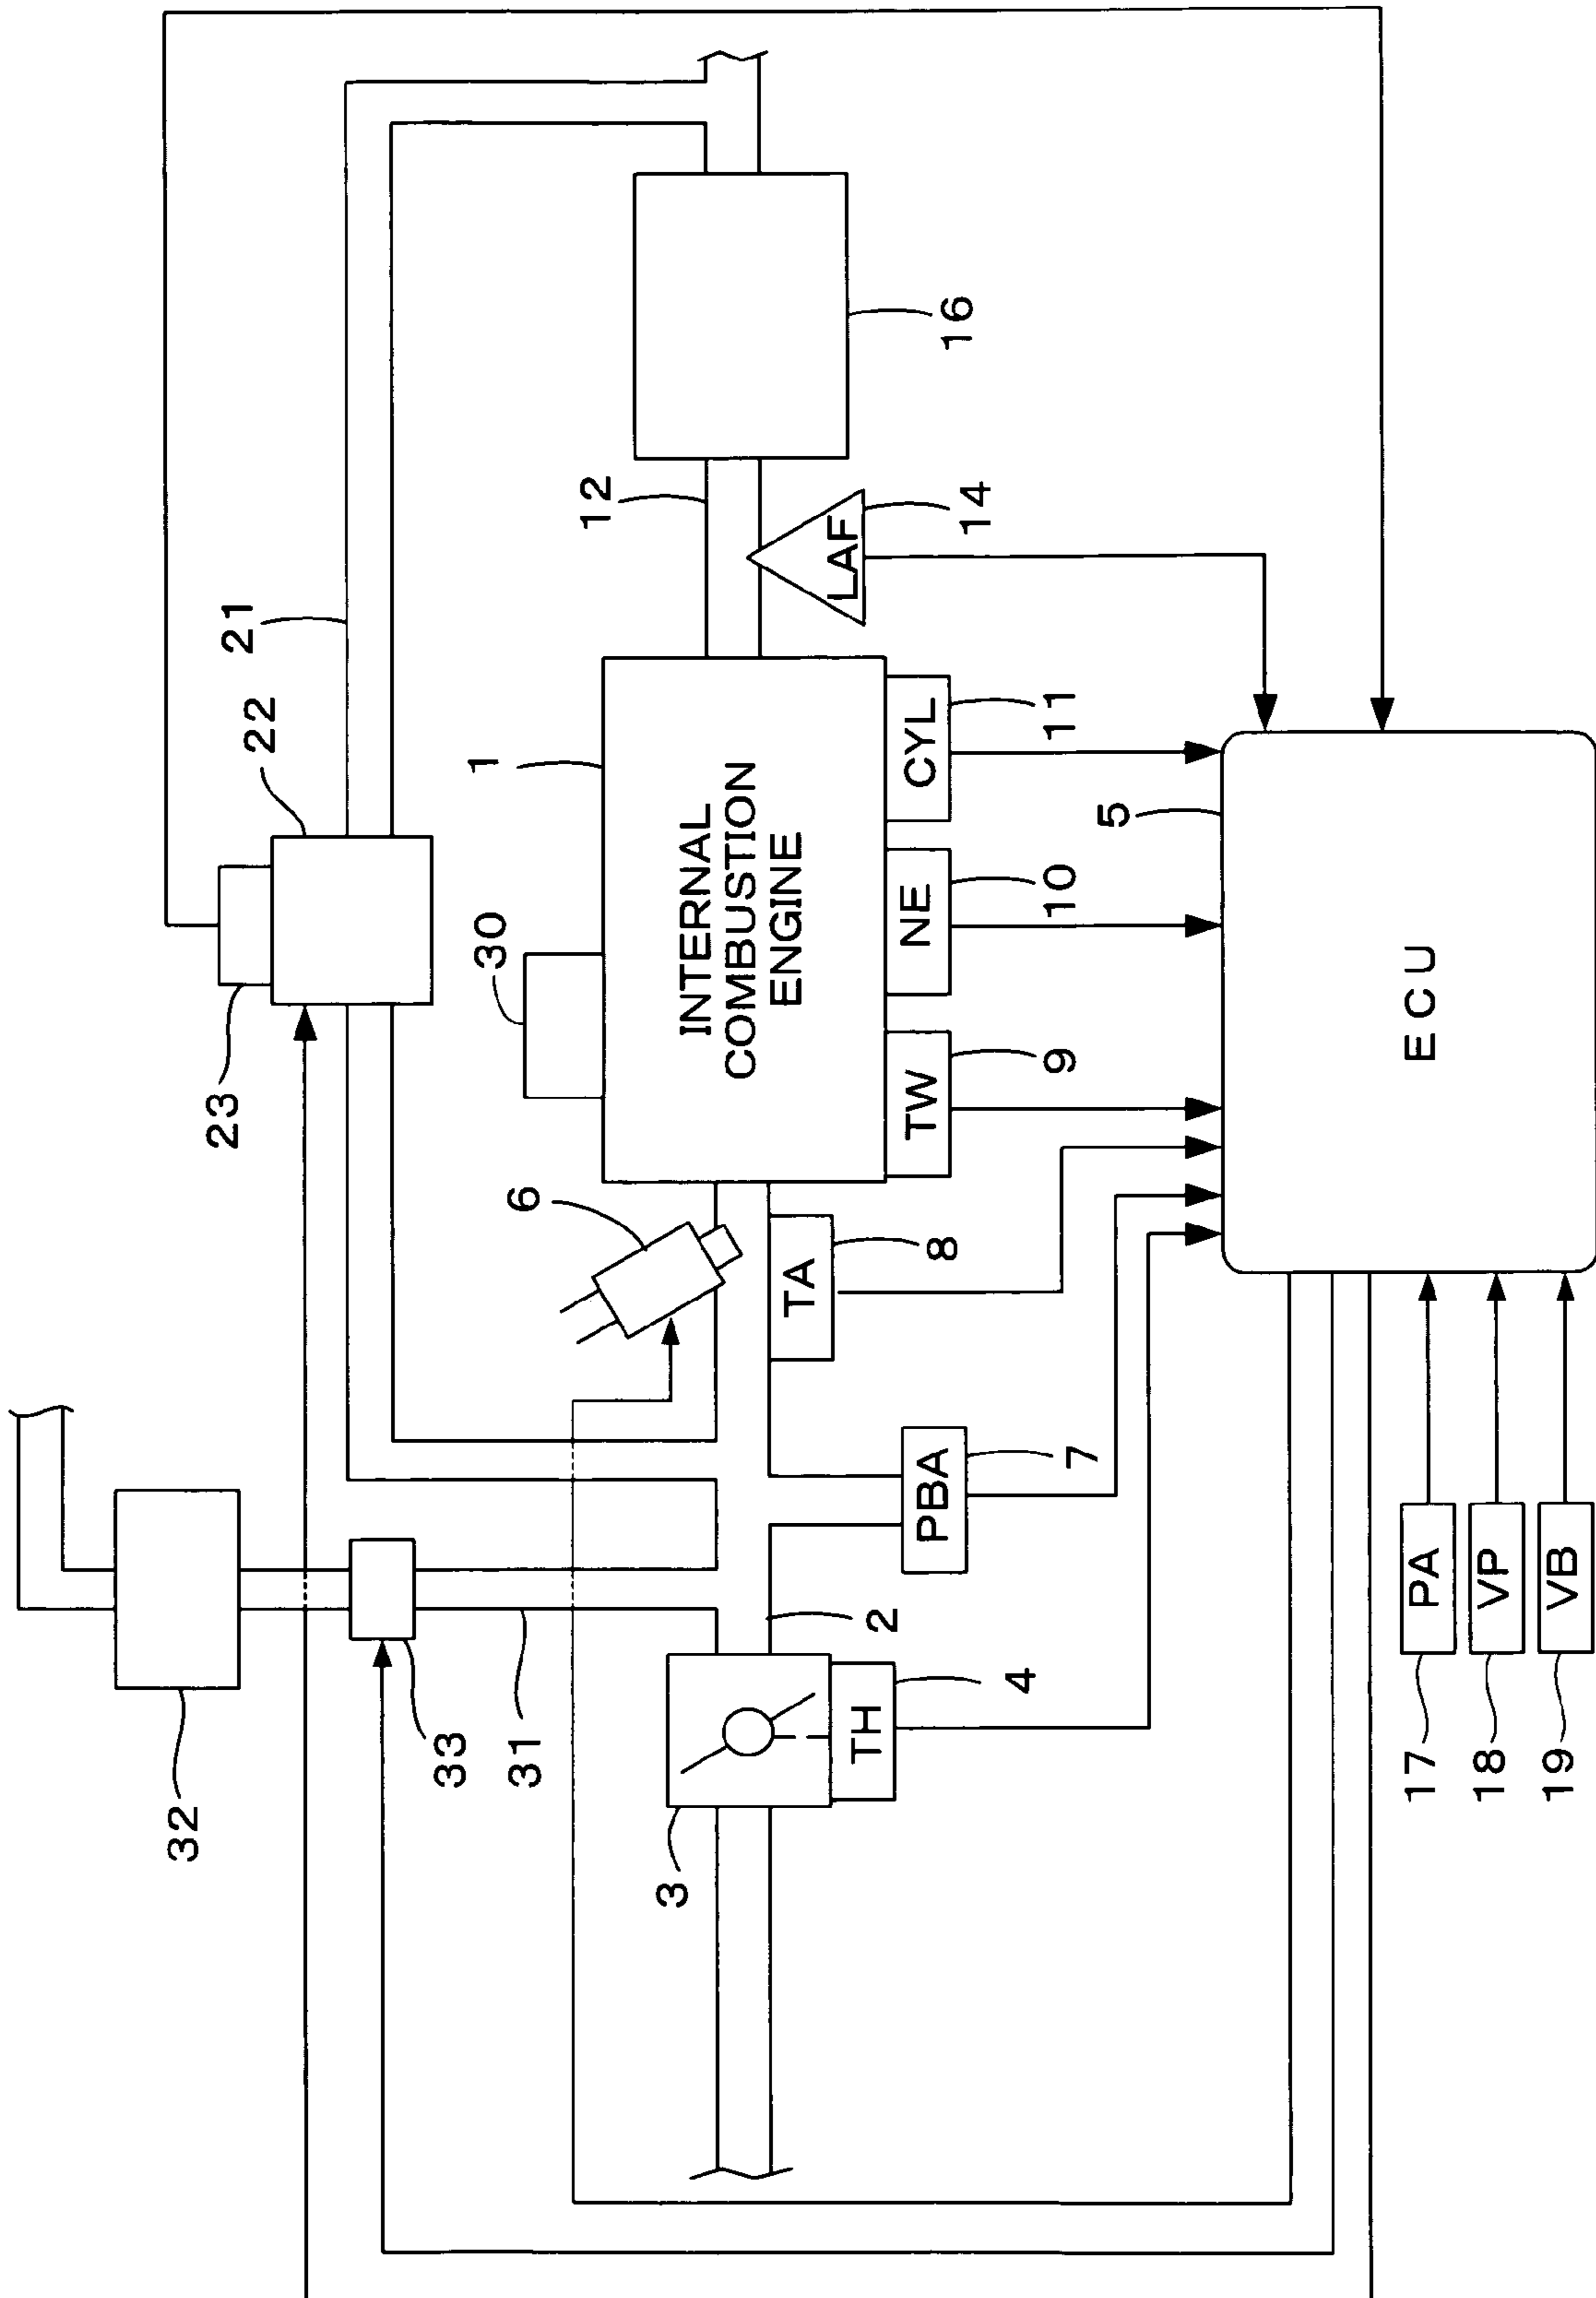 32
33
31
23
22
21
30
1
6
12
INTERNAL
COMBUSTION
ENGINE
3
TH
4
2
PBA
7
TA
8
TW
9
NE
10
CYL
11
LAF
14
16
5
ECU
17
PA
18
VP
19
VB